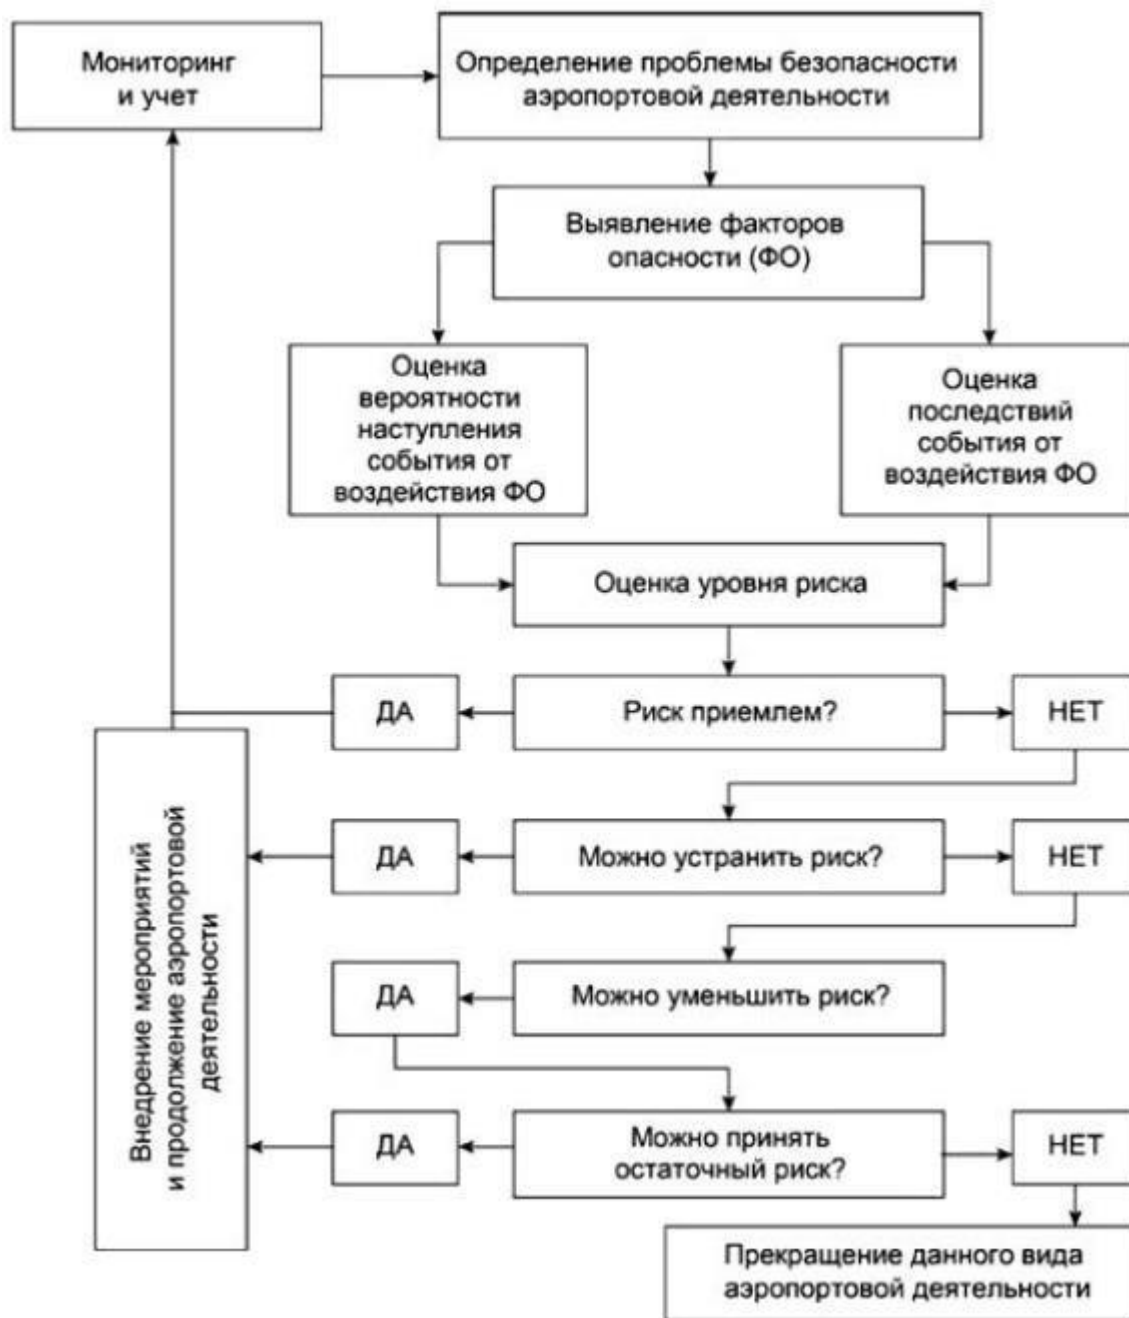 Мониторинг
и учет
Определение проблемы безопасности
аэропортовой деятельности
Выявление факторов
опасности (ФО)
Оценка
вероятности
наступления
события от
воздействия ФО
Оценка
последствий
события от
воздействия ФО
Оценка уровня риска
ДА
Риск приемлем?
НЕТ
Внедрение мероприятий
и продолжение аэропортовой
деятельности
ДА
Можно устранить риск?
НЕТ
ДА
Можно уменьшить риск?
ДА
Можно принять
остаточный риск?
НЕТ
Прекращение данного вида
аэропортовой деятельности